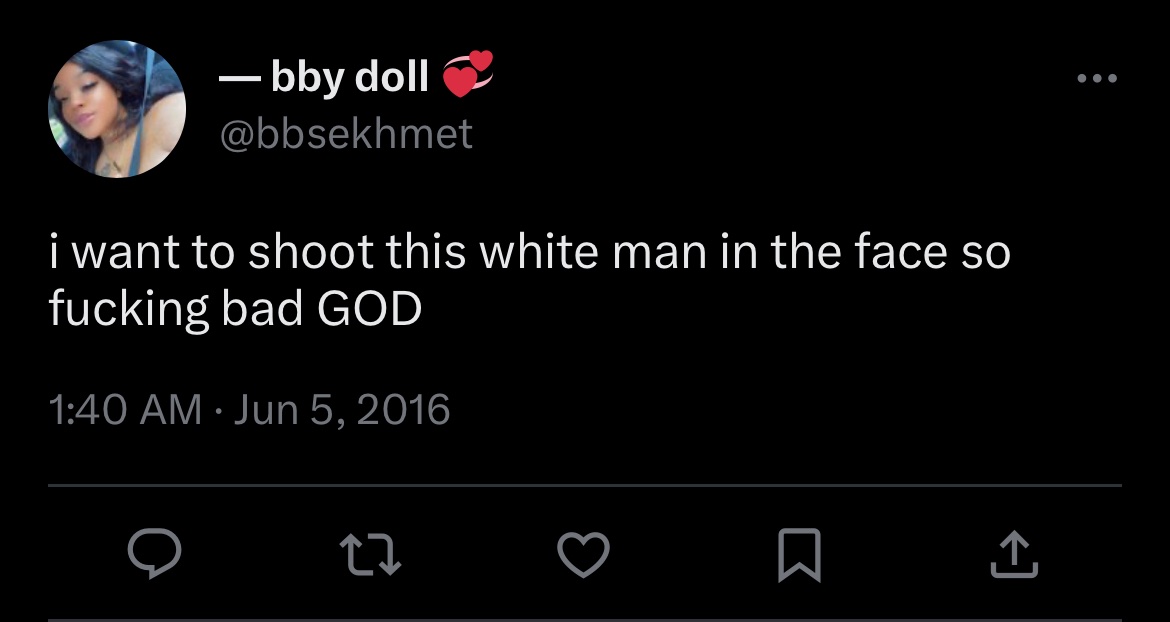 — bby doll 💞
@bbsekhmet
i want to shoot this white man in the face so
fucking bad GOD
1:40 AM · Jun 5, 2016